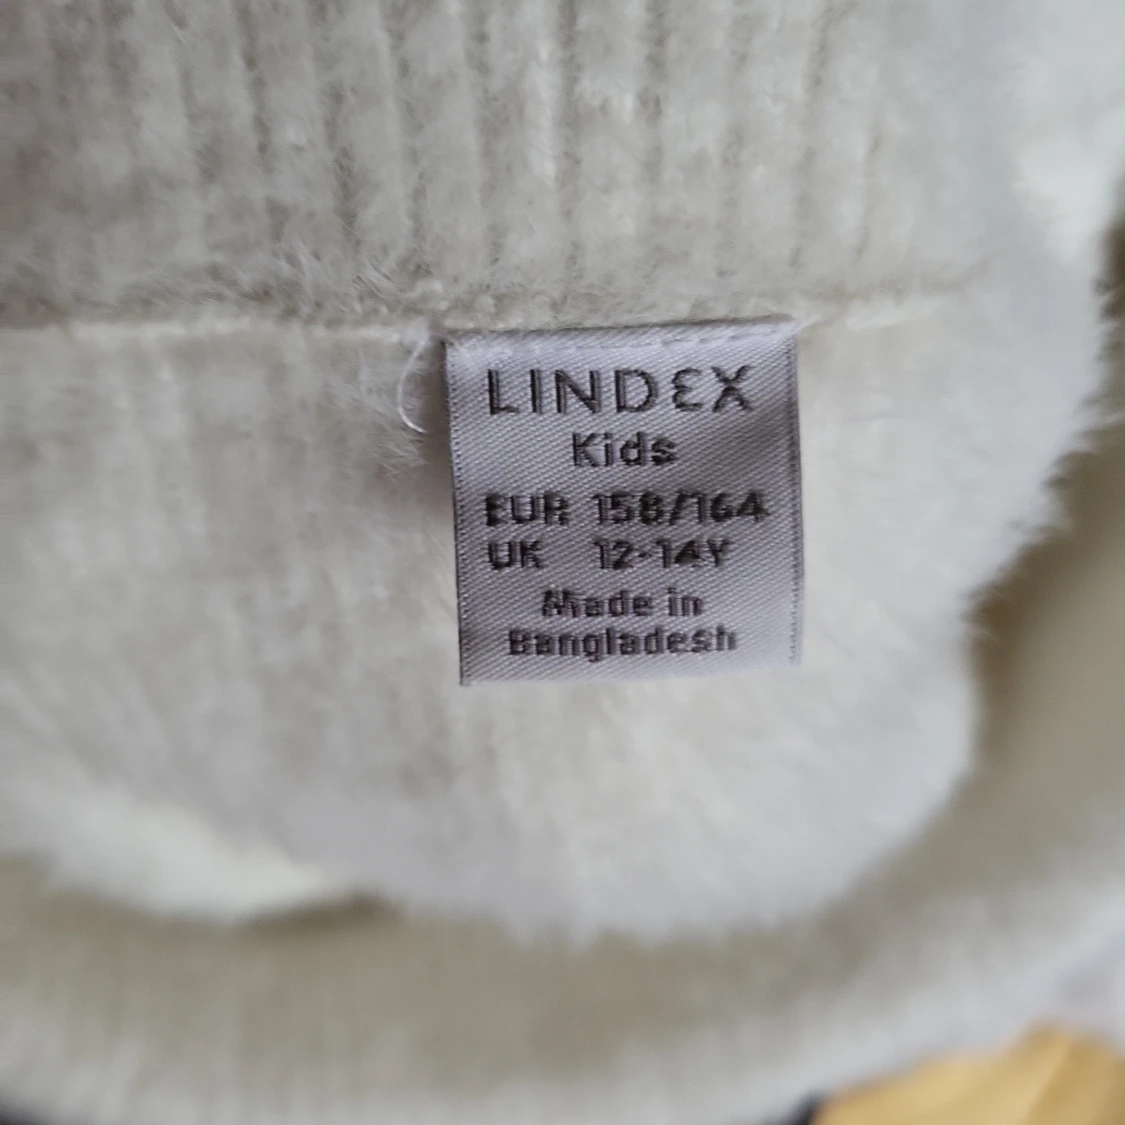 LINDEX
Kids
EUR 158/164
UK 12-14Y
Made in
Bangladesh